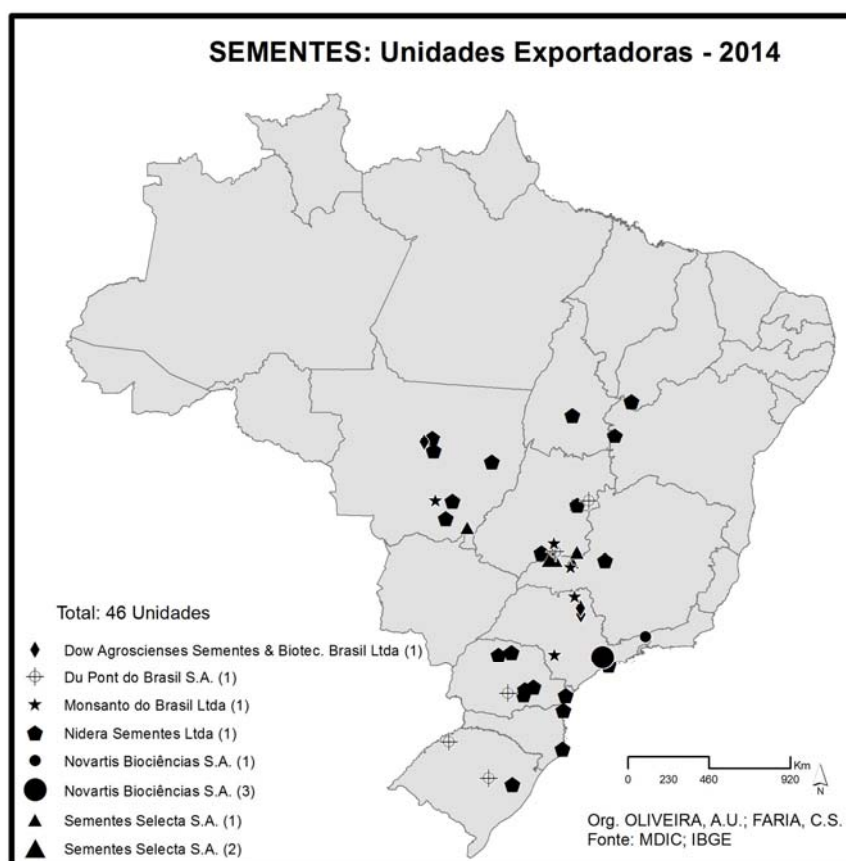 SEMENTES: Unidades Exportadoras - 2014
Total: 46 Unidades
Dow Agroscienses Sementes & Biotec. Brasil Ltda (1)
Du Pont do Brasil S.A. (1)
Monsanto do Brasil Ltda (1)
Nidera Sementes Ltda (1)
Novartis Biociências S.A. (1)
Novartis Biociências S.A. (3)
Sementes Selecta S.A. (1)
Sementes Selecta S.A. (2)
Km
0 230 460 920
N
Org. OLIVEIRA, A.U.; FARIA, C.S.
Fonte: MDIC; IBGE